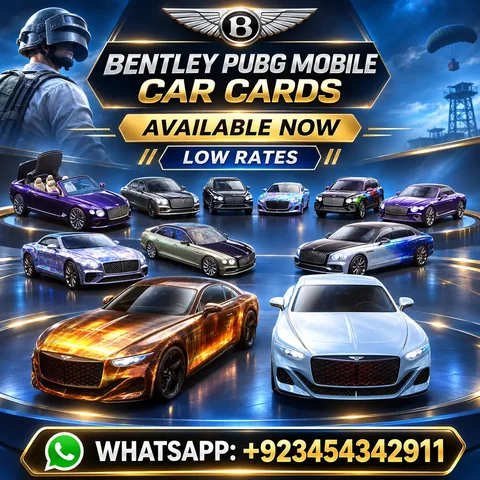 B
BENTLEY PUBG MOBILE
CAR CARDS
AVAILABLE NOW
LOW RATES
WHATSAPP: +923454342911